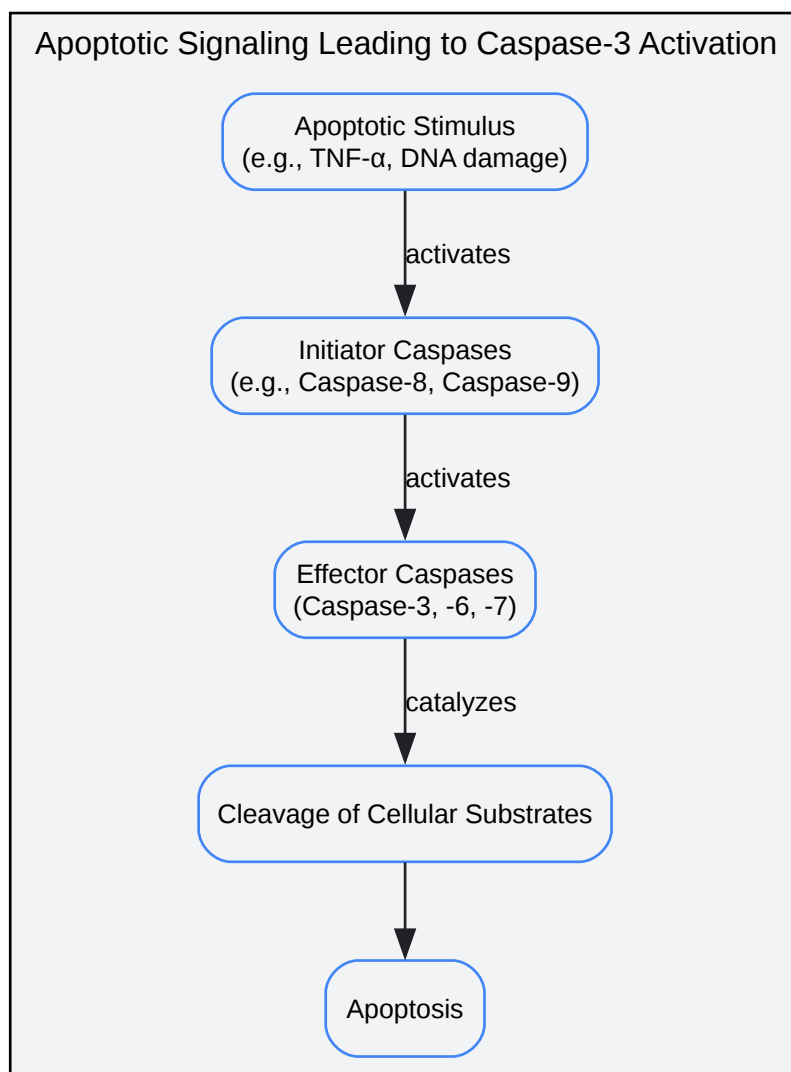 Apoptotic Signaling Leading to Caspase-3 Activation
Apoptotic Stimulus
(e.g., TNF-α, DNA damage)
activates
Initiator Caspases
(e.g., Caspase-8, Caspase-9)
activates
Effector Caspases
(Caspase-3, -6, -7)
catalyzes
Cleavage of Cellular Substrates
Apoptosis